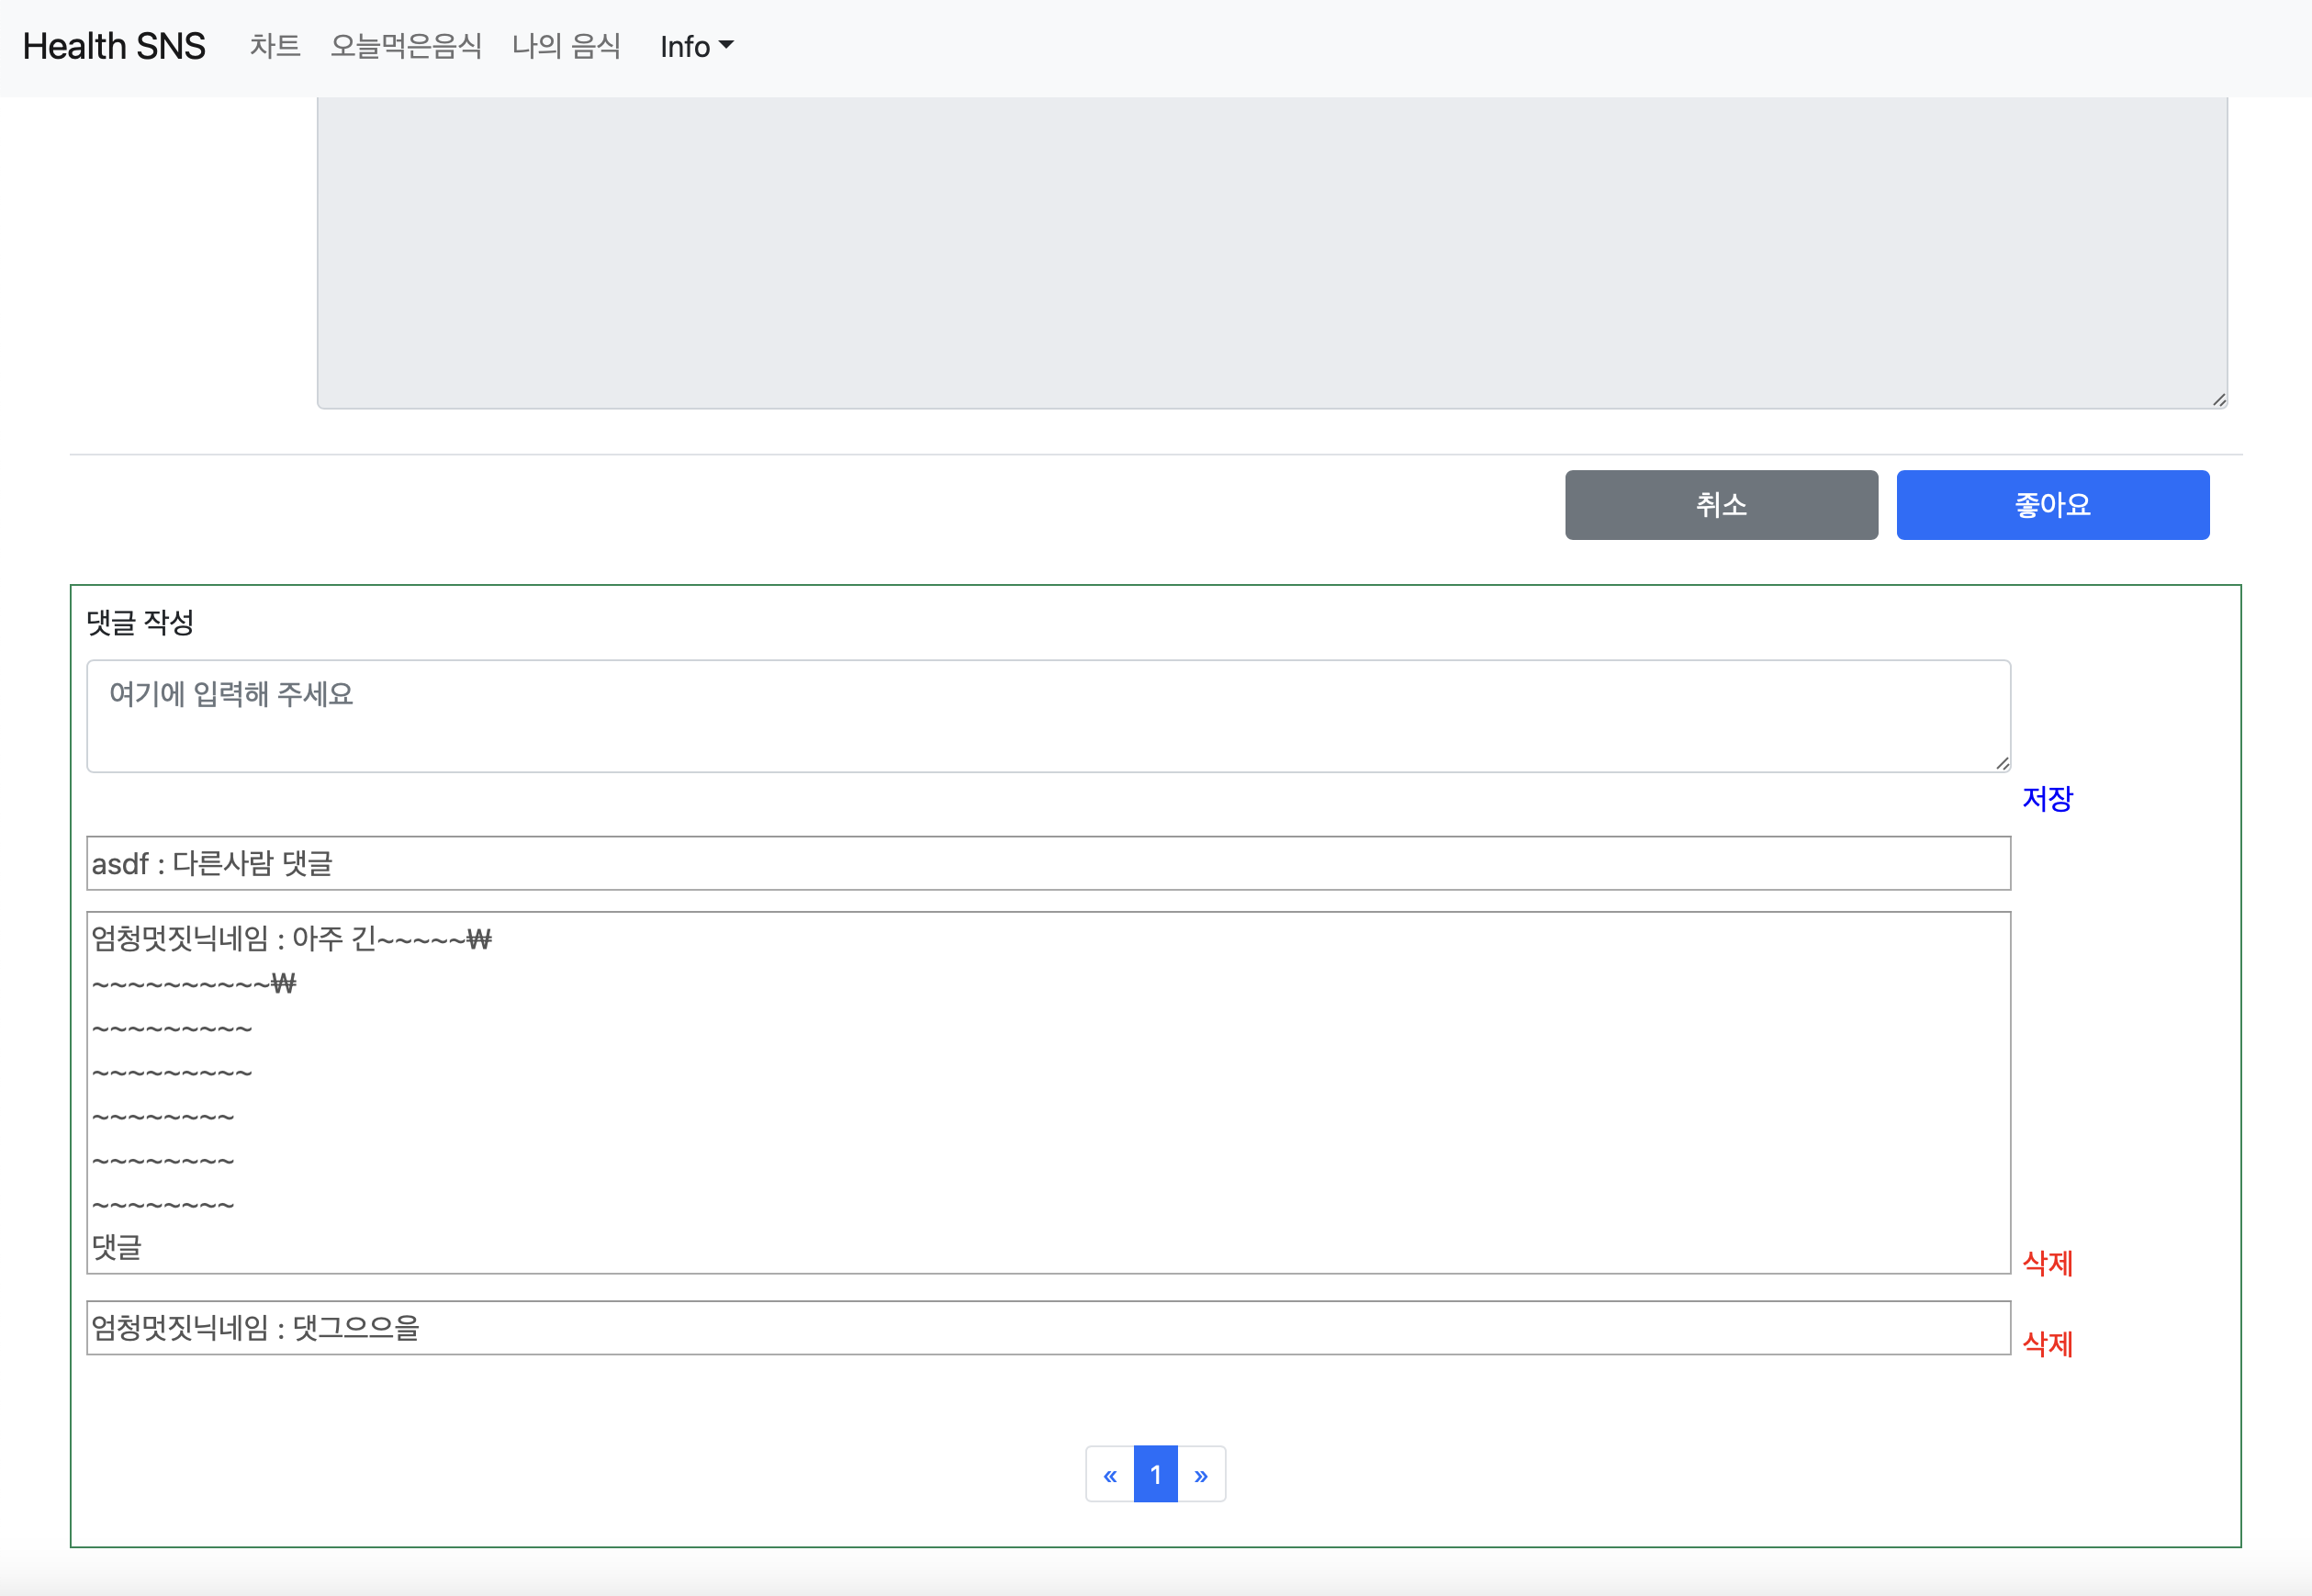 Health SNS 차트 오늘먹은음식 나의 음식 Info
취소 좋아요
댓글 작성
여기에 입력해 주세요
저장
asdf : 다른사람 댓글
엄청멋짓닉네임 : 아주 긴~~~~~₩
~~~~~~~~~~₩
~~~~~~~~~
~~~~~~~~~
~~~~~~~~
~~~~~~~~
~~~~~~~~
댓글
삭제
엄청멋짓닉네임 : 댓그으으을
삭제
« 1 »